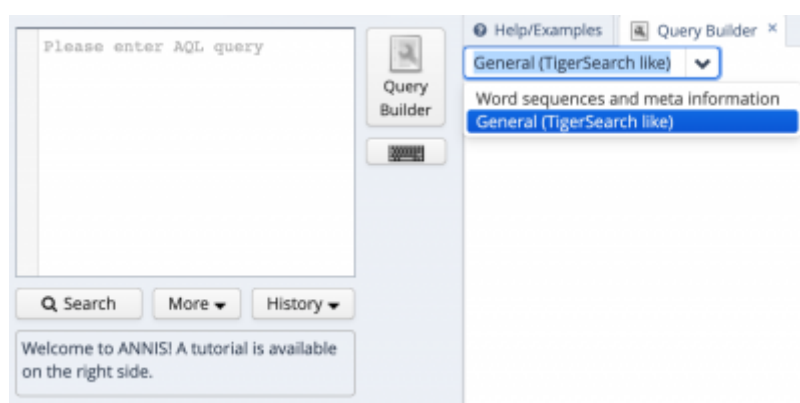 Please enter AQL query
Query
Builder
Search
More
History
Welcome to ANNIS! A tutorial is available
on the right side.
Help/Examples
Query Builder ×
General (TigerSearch like)
Word sequences and meta information
General (TigerSearch like)